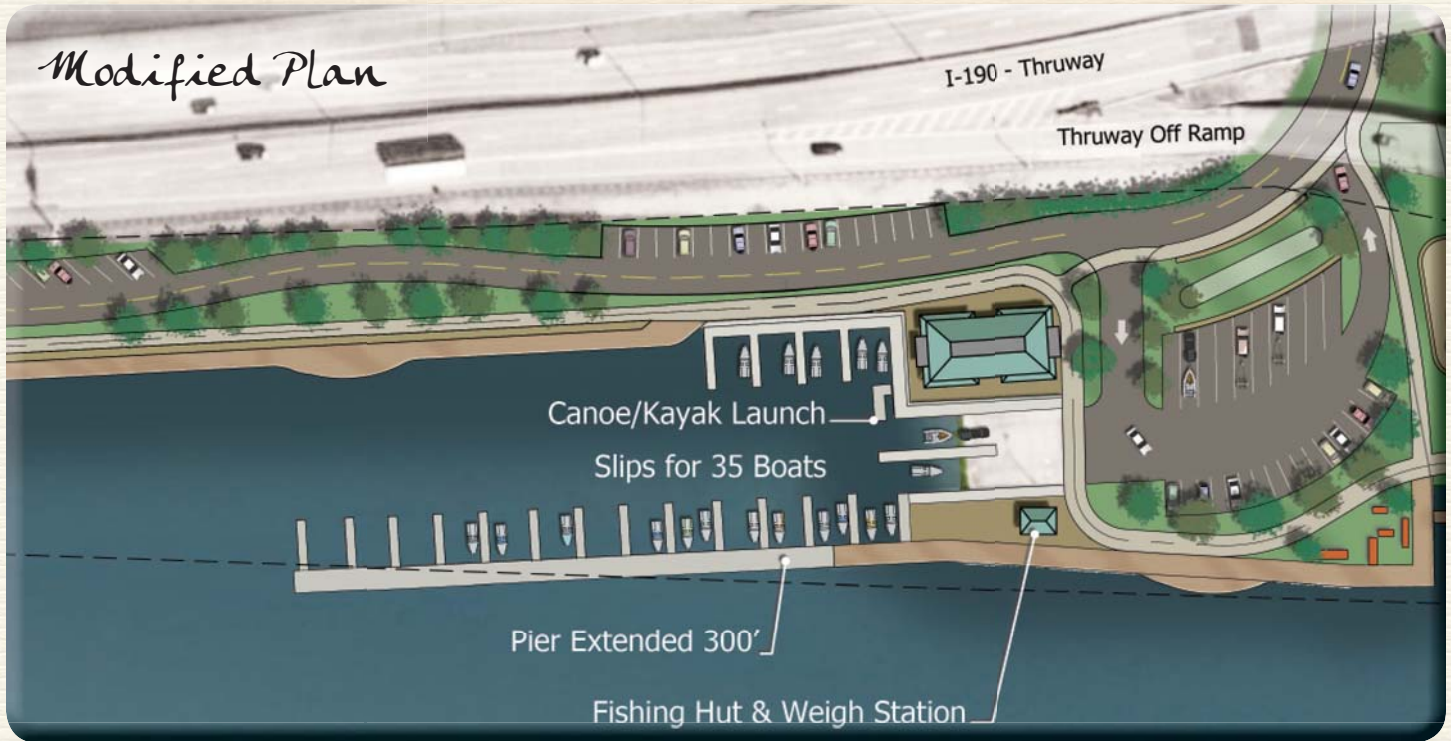 Modified Plan
I-190 - Thruway
Thruway Off Ramp
Canoe/Kayak Launch
Slips for 35 Boats
Pier Extended 300'
Fishing Hut & Weigh Station